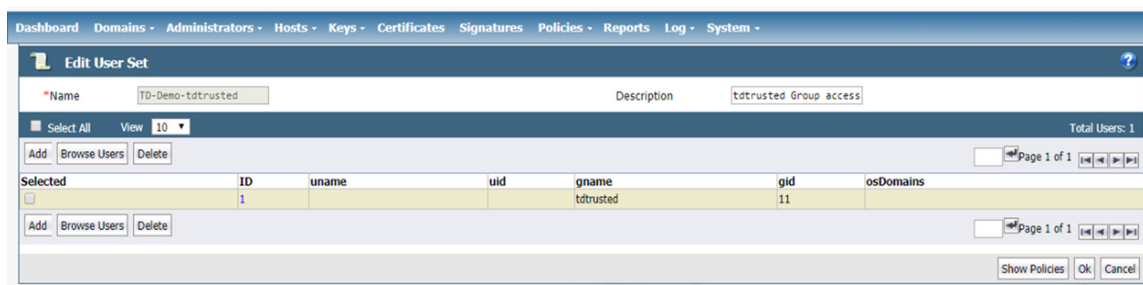 Dashboard Domains Administrators Hosts Keys Certificates Signatures Policies Reports Log System
Edit User Set ?
*Name TD-Demo-tdtrusted Description tdtrusted Group access
Select All View 10 Total Users: 1
Add Browse Users Delete Page 1 of 1
Selected ID uname uid gname gid osDomains
1 tdtrusted 11
Add Browse Users Delete Page 1 of 1
Show Policies Ok Cancel